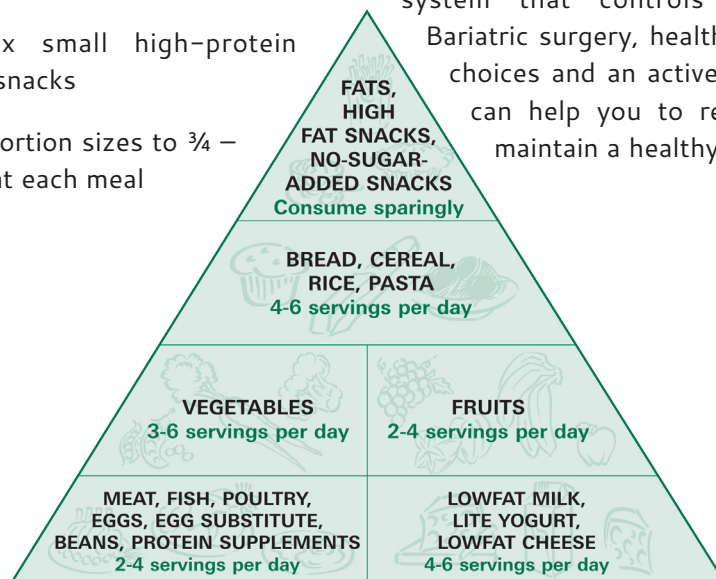 x small high-protein
snacks
ortion sizes to ¾ –
at each meal
system that controls
Bariatric surgery, health
choices and an active
can help you to re
maintain a healthy
FATS,
HIGH
FAT SNACKS,
NO-SUGAR-
ADDED SNACKS
Consume sparingly
BREAD, CEREAL,
RICE, PASTA
4-6 servings per day
VEGETABLES
3-6 servings per day
FRUITS
2-4 servings per day
MEAT, FISH, POULTRY,
EGGS, EGG SUBSTITUTE,
BEANS, PROTEIN SUPPLEMENTS
2-4 servings per day
LOWFAT MILK,
LITE YOGURT,
LOWFAT CHEESE
4-6 servings per day